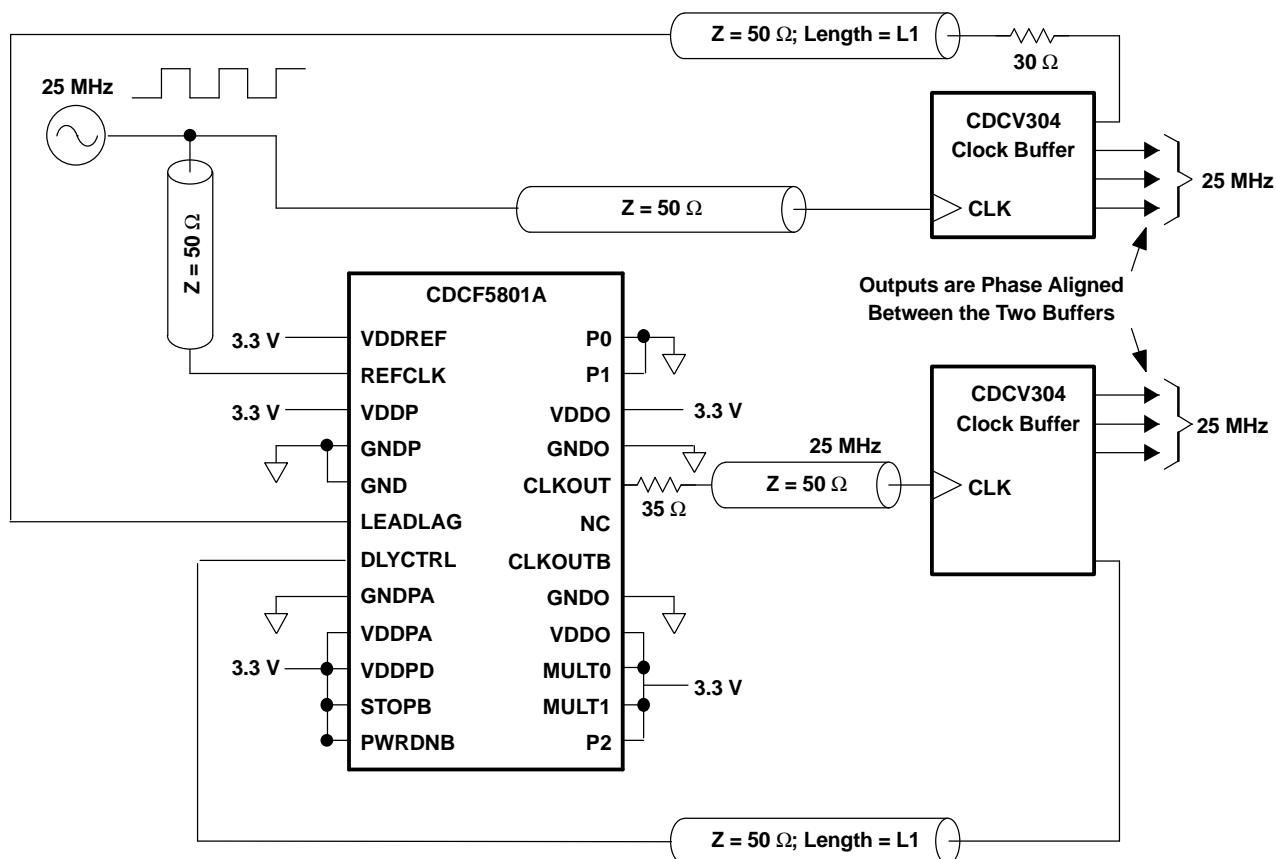 Z = 50 Ω; Length = L1
30 Ω
25 MHz
CDCV304
Clock Buffer
25 MHz
CLK
Z = 50 Ω
Z = 50 Ω
Outputs are Phase Aligned
Between the Two Buffers
CDCF5801A
3.3 V
VDDREF
P0
REFCLK
P1
3.3 V
VDDP
VDDO
3.3 V
GNDP
GNDO
GND
CLKOUT
LEADLAG
NC
DLYCTRL
CLKOUTB
GNDPA
GNDO
VDDPA
VDDO
3.3 V
VDDPD
MULT0
3.3 V
STOPB
MULT1
PWRDNB
P2
35 Ω
25 MHz
Z = 50 Ω
CDCV304
Clock Buffer
25 MHz
CLK
Z = 50 Ω; Length = L1